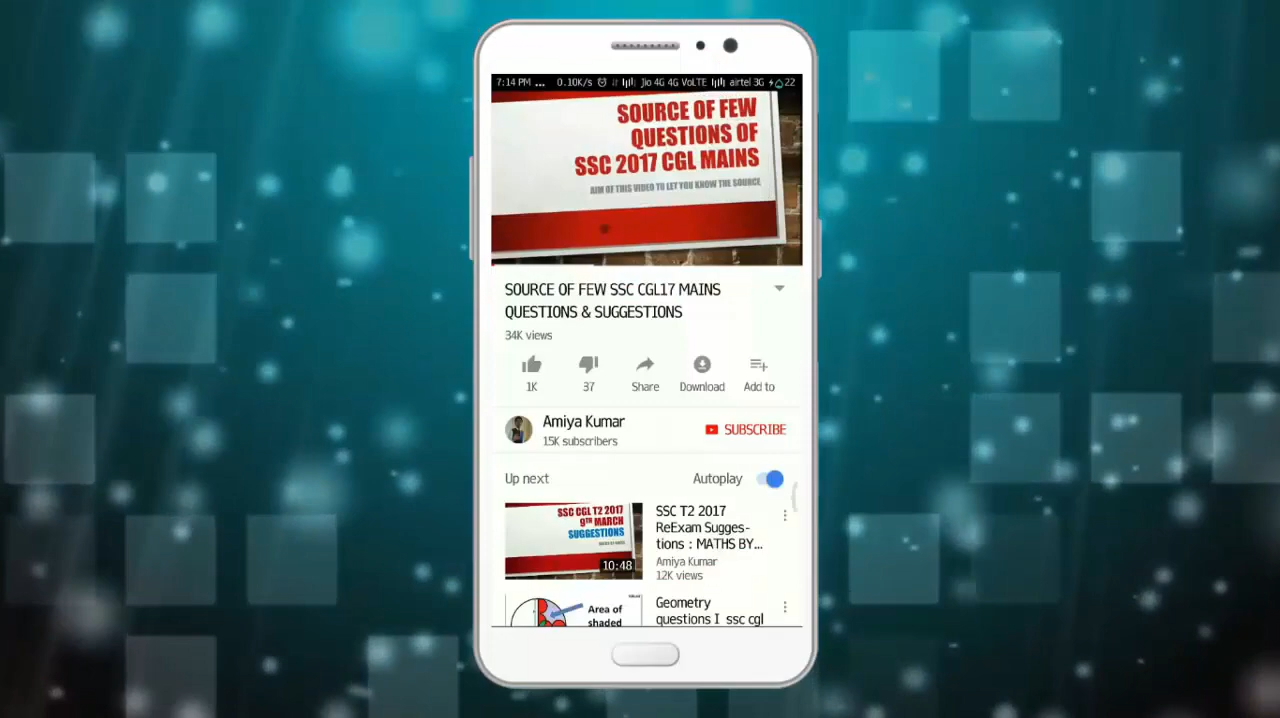 7:14 PM ... 0.10K/s Jio 4G 4G VoLTE airtel 3G 22
SOURCE OF FEW
QUESTIONS OF
SSC 2017 CGL MAINS
AIM OF THIS VIDEO TO LET YOU KNOW THE SOURCE
SOURCE OF FEW SSC CGL17 MAINS
QUESTIONS & SUGGESTIONS
34K views
1K 37 Share Download Add to
Amiya Kumar
15K subscribers
SUBSCRIBE
Up next Autoplay
SSC CGL T2 2017
9TH MARCH
SUGGESTIONS
10:48
SSC T2 2017
ReExam Sugges-
tions : MATHS BY...
Amiya Kumar
12K views
Area of
shaded
Geometry
questions I ssc cgl